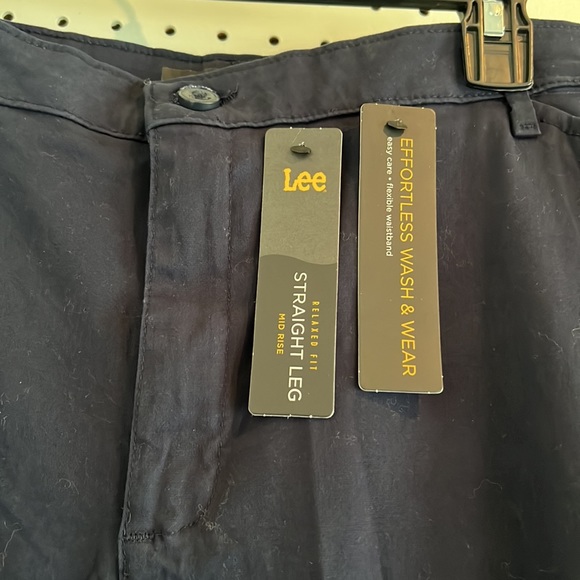 Lee
RELAXED FIT
STRAIGHT LEG
MID RISE
EFFORTLESS WASH & WEAR
easy care + flexible waistband